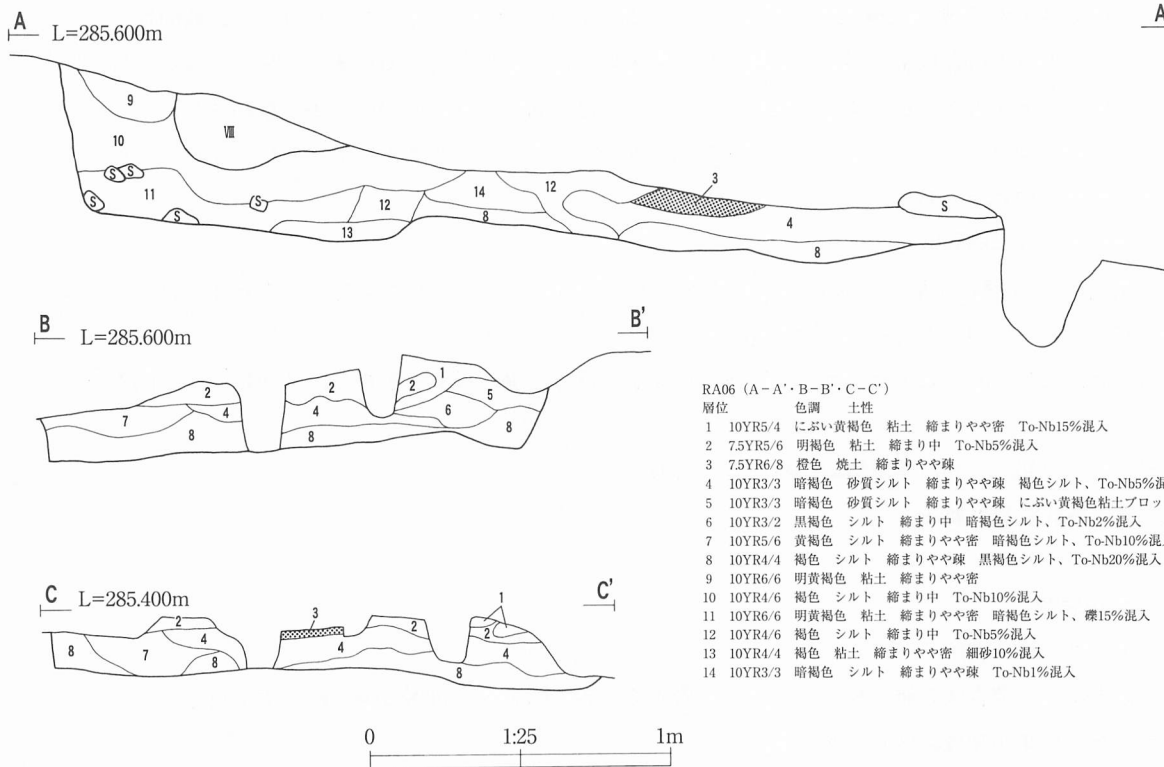 A
L=285.600m
A
9
Ⅷ
10
S S
11
S
S
S
12
13
14
8
12
3
4
8
S
B
L=285.600m
B'
2
7
4
8
2
4
8
2
1
5
6
8
RA06 (A-A'・B-B'・C-C')
層位 色調 土性
1 10YR5/4 にぶい黄褐色 粘土 締まりやや密 To-Nb15%混入
2 7.5YR5/6 明褐色 粘土 締まり中 To-Nb5%混入
3 7.5YR6/8 橙色 焼土 締まりやや疎
4 10YR3/3 暗褐色 砂質シルト 締まりやや疎 褐色シルト、To-Nb5%混
5 10YR3/3 暗褐色 砂質シルト 締まりやや疎 にぶい黄褐色粘土ブロッ
6 10YR3/2 黒褐色 シルト 締まり中 暗褐色シルト、To-Nb2%混入
7 10YR5/6 黄褐色 シルト 締まりやや密 暗褐色シルト、To-Nb10%混
8 10YR4/4 褐色 シルト 締まりやや疎 黒褐色シルト、To-Nb20%混入
9 10YR6/6 明黄褐色 粘土 締まりやや密
10 10YR4/6 褐色 シルト 締まり中 To-Nb10%混入
11 10YR6/6 明黄褐色 粘土 締まりやや密 暗褐色シルト、礫15%混入
12 10YR4/6 褐色 シルト 締まり中 To-Nb5%混入
13 10YR4/4 褐色 粘土 締まりやや密 細砂10%混入
14 10YR3/3 暗褐色 シルト 締まりやや疎 To-Nb1%混入
C
L=285.400m
C'
8
7
2
4
8
3
4
2
1
2
4
8
0 1:25 1m